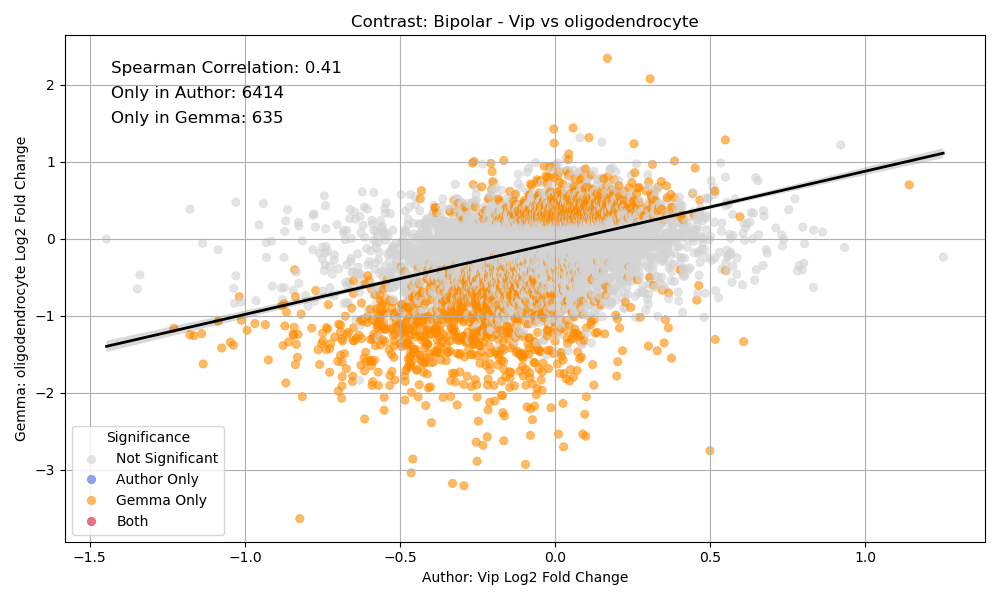 Contrast: Bipolar - Vip vs oligodendrocyte
Spearman Correlation: 0.41
Only in Author: 6414
Only in Gemma: 635
Gemma: oligodendrocyte Log2 Fold Change
2
1
0
−1
−2
−3
Significance
Not Significant
Author Only
Gemma Only
Both
−1.5
−1.0
−0.5
0.0
0.5
1.0
Author: Vip Log2 Fold Change